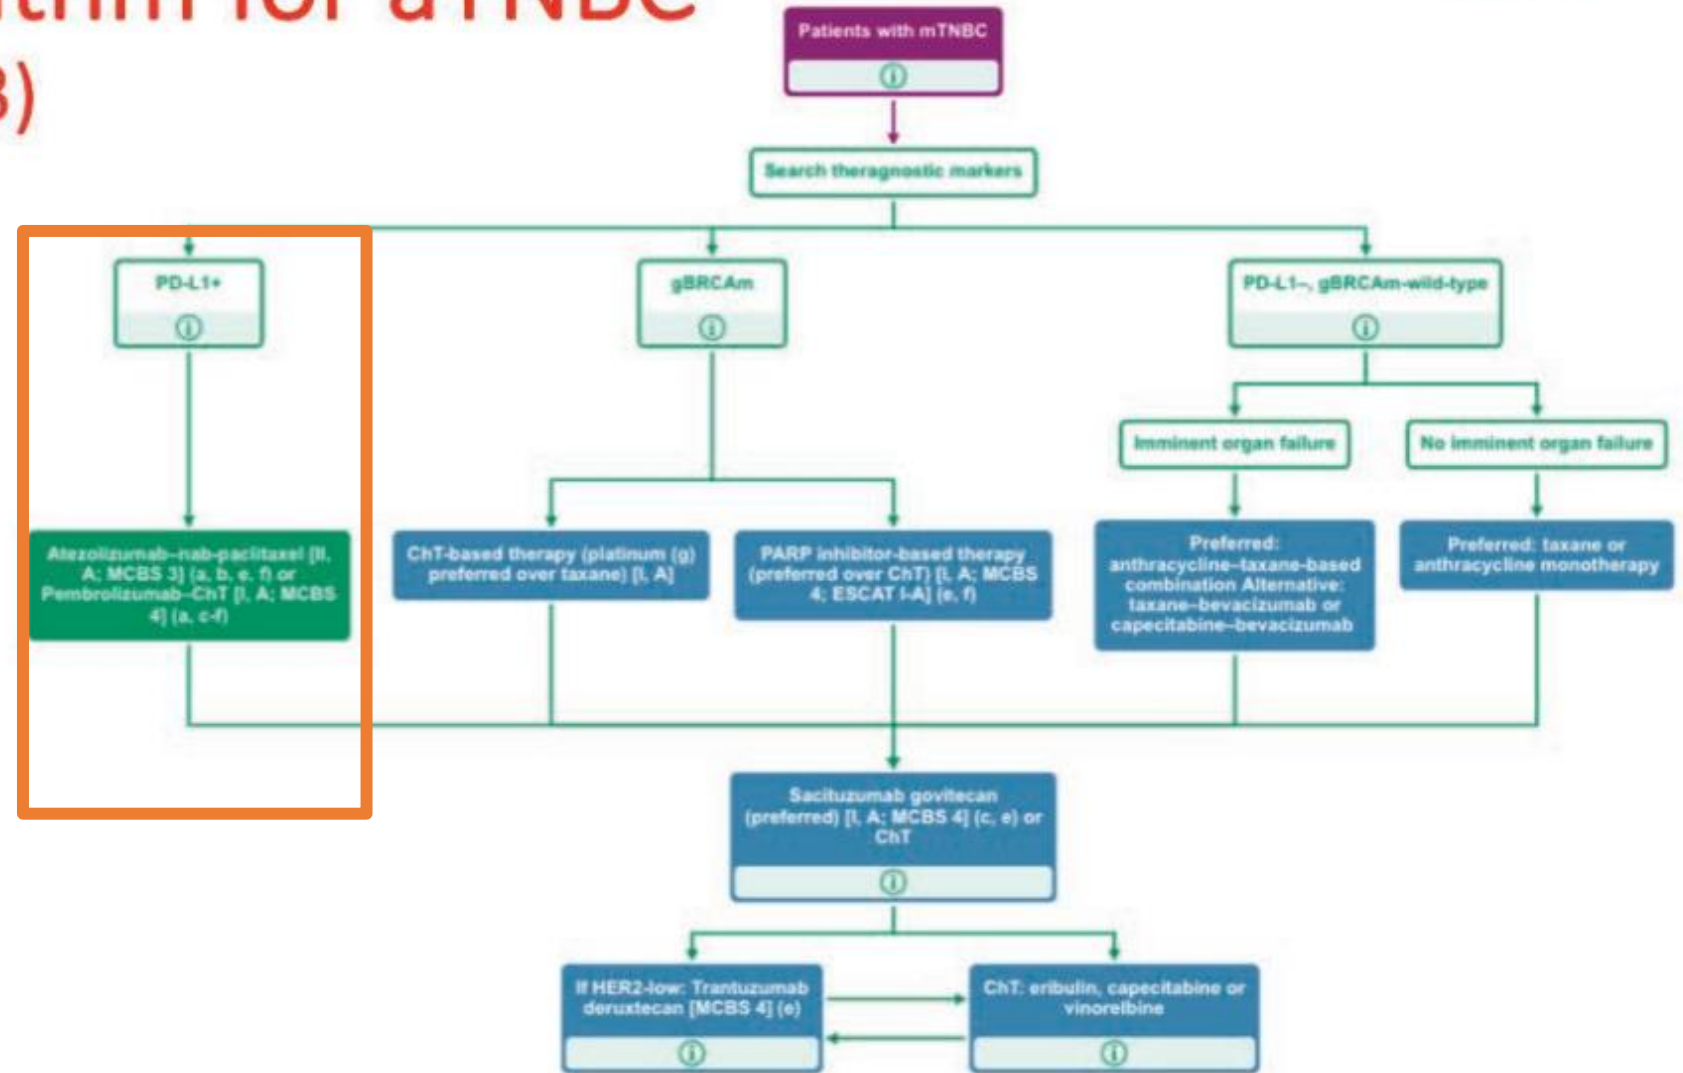 for aTNBC
Patients with mTNBC
Search theragnostic markers
PD-L1+
gBRCAm
PD-L1–, gBRCAm-wild-type
Imminent organ failure
No imminent organ failure
Atezolizumab–nab-paclitaxel [II,
A; MCBS 3] (a, b, e, f) or
Pembrolizumab–ChT [I, A; MCBS
4] (a, c-f)
ChT-based therapy (platinum (g)
preferred over taxane) [I, A]
PARP inhibitor-based therapy
(preferred over ChT) [I, A; MCBS
4; ESCAT I-A] (e, f)
Preferred:
anthracycline–taxane-based
combination Alternative:
taxane–bevacizumab or
capecitabine–bevacizumab
Preferred: taxane or
anthracycline monotherapy
Sacituzumab govitecan
(preferred) [I, A; MCBS 4] (c, e) or
ChT
If HER2-low: Trantuzumab
deruxtecan [MCBS 4] (e)
ChT: eribulin, capecitabine or
vinorelbine